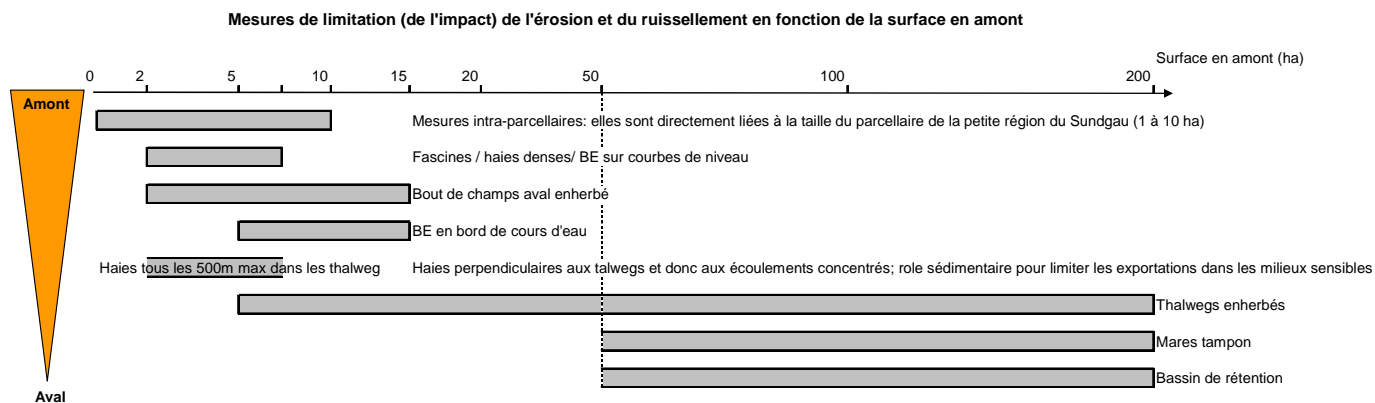 Mesures de limitation (de l'impact) de l'érosion et du ruissellement en fonction de la surface en amont
Surface en amont (ha)
0 2 5 10 15 20 50 100 200
Amont
Mesures intra-parcellaires: elles sont directement liées à la taille du parcellaire de la petite région du Sundgau (1 à 10 ha)
Fascines / haies denses/ BE sur courbes de niveau
Bout de champs aval enherbé
BE en bord de cours d'eau
Haies tous les 500m max dans les thalweg
Haies perpendiculaires aux talwegs et donc aux écoulements concentrés; role sédimentaire pour limiter les exportations dans les milieux sensibles
Thalwegs enherbés
Mares tampon
Bassin de rétention
Aval